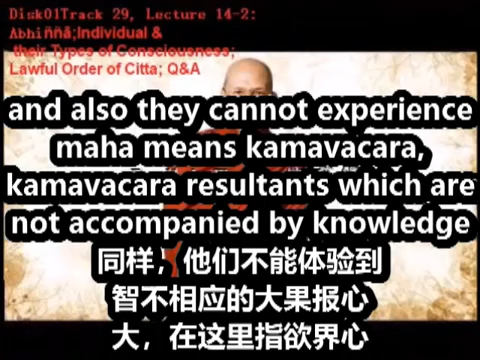 Disk01Track 29, Lecture 14-2:
Abhiññā;Individual &
their Types of Consciousness;
Lawful Order of Citta; Q&A
and also they cannot experience
maha means kamavacara,
kamavacara resultants which are
not accompanied by knowledge
同样，他们不能体验到
智不相应的大果报心
大，在这里指欲界心